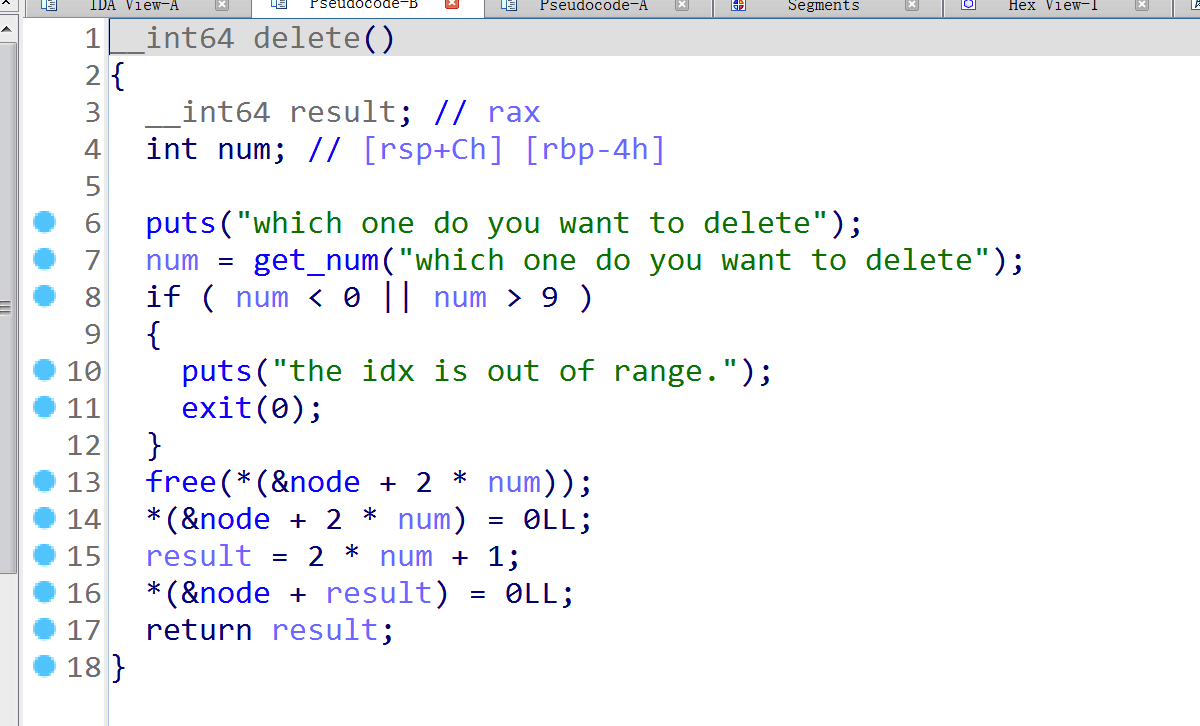 IDA View-A Pseudocode-B Pseudocode-A Segments Hex View-1
1 __int64 delete()
2 {
3 __int64 result; // rax
4 int num; // [rsp+Ch] [rbp-4h]
5
6 puts("which one do you want to delete");
7 num = get_num("which one do you want to delete");
8 if ( num < 0 || num > 9 )
9 {
10 puts("the idx is out of range.");
11 exit(0);
12 }
13 free(*(&node + 2 * num));
14 *(&node + 2 * num) = 0LL;
15 result = 2 * num + 1;
16 *(&node + result) = 0LL;
17 return result;
18 }